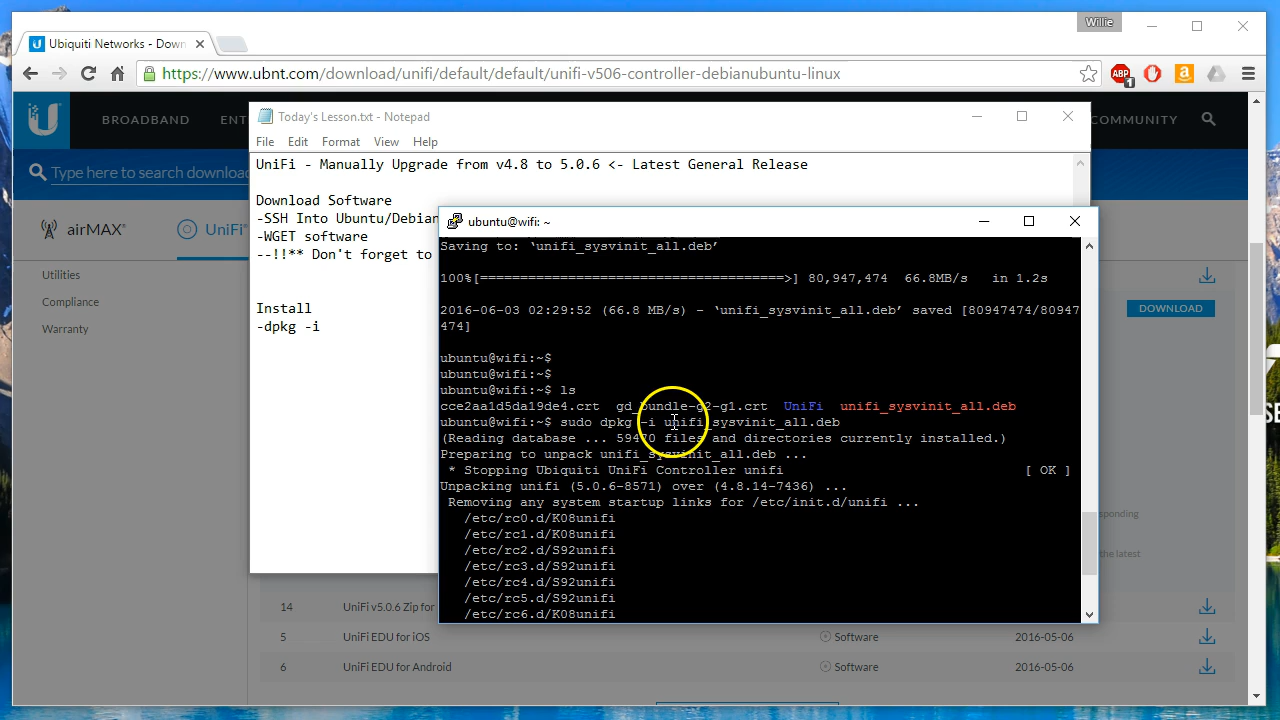 Willie
Ubiquiti Networks - Down
https://www.ubnt.com/download/unifi/default/default/unifi-v506-controller-debianubuntu-linux
ABP
1
BROADBAND
ENT
COMMUNITY
Type here to search download
airMAX
UniFi
Utilities
Compliance
Warranty
Today's Lesson.txt - Notepad
File Edit Format View Help
UniFi - Manually Upgrade from v4.8 to 5.0.6 <- Latest General Release
Download Software
-SSH Into Ubuntu/Debian
-WGET software
--!!** Don't forget to
Install
-dpkg -i
ubuntu@wifi: ~
Saving to: ‘unifi_sysvinit_all.deb’
100%[======================================>] 80,947,474 66.8MB/s in 1.2s
2016-06-03 02:29:52 (66.8 MB/s) - ‘unifi_sysvinit_all.deb’ saved [80947474/80947
474]
ubuntu@wifi:~$
ubuntu@wifi:~$
ubuntu@wifi:~$ ls
cce2aa1d5da19de4.crt gd_bundle-g2-g1.crt UniFi unifi_sysvinit_all.deb
ubuntu@wifi:~$ sudo dpkg -i unifi_sysvinit_all.deb
(Reading database ... 59470 files and directories currently installed.)
Preparing to unpack unifi_sysvinit_all.deb ...
* Stopping Ubiquiti UniFi Controller unifi [ OK ]
Unpacking unifi (5.0.6-8571) over (4.8.14-7436) ...
Removing any system startup links for /etc/init.d/unifi ...
/etc/rc0.d/K08unifi
/etc/rc1.d/K08unifi
/etc/rc2.d/S92unifi
/etc/rc3.d/S92unifi
/etc/rc4.d/S92unifi
/etc/rc5.d/S92unifi
/etc/rc6.d/K08unifi
DOWNLOAD
sponding
the latest
14 UniFi v5.0.6 Zip for
5 UniFi EDU for iOS Software 2016-05-06
6 UniFi EDU for Android Software 2016-05-06